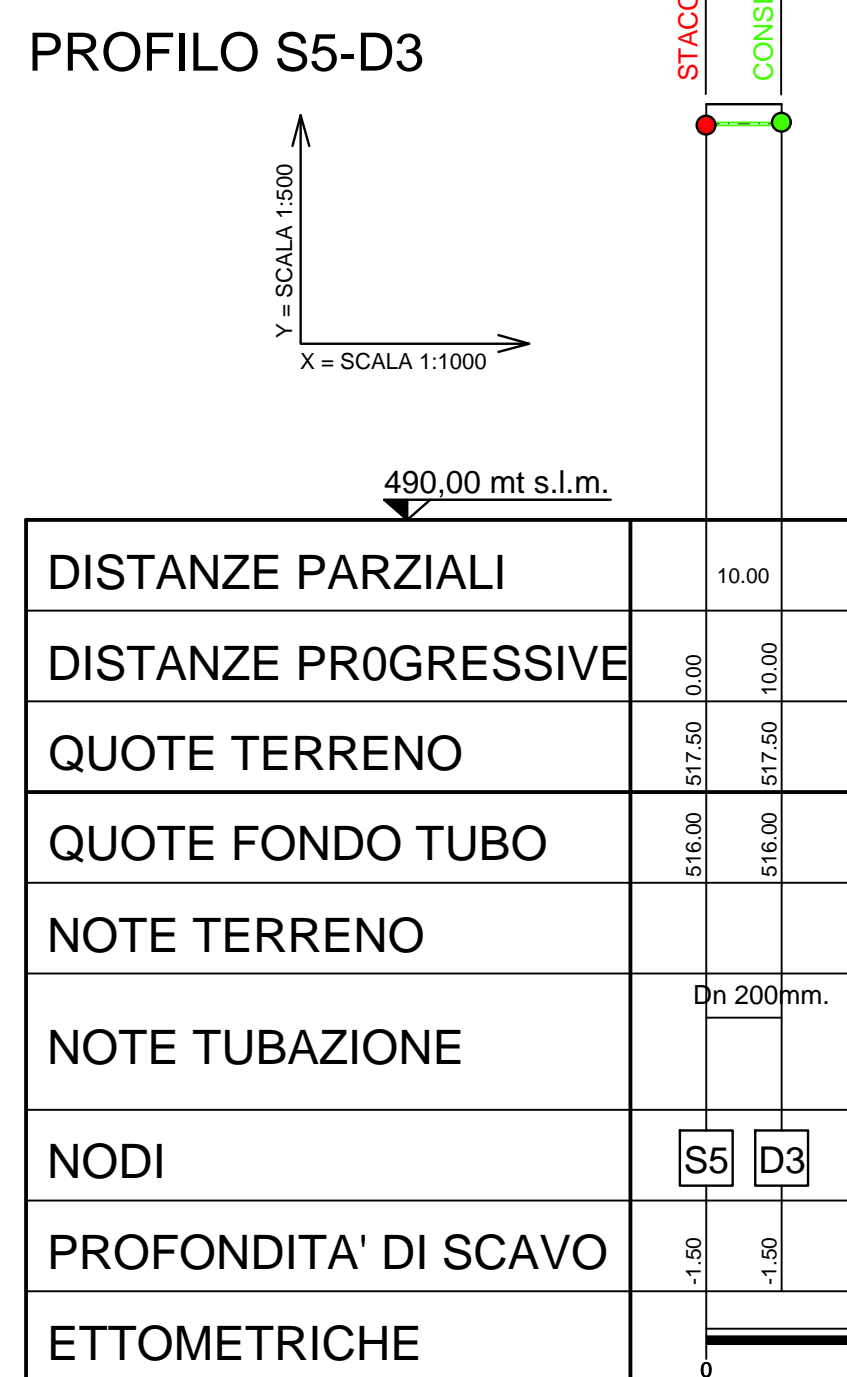 PROFILO S5-D3
Y = SCALA 1:500
X = SCALA 1:1000
490,00 mt s.l.m.
DISTANZE PARZIALI 10.00
DISTANZE PR0GRESSIVE 0.00 10.00
QUOTE TERRENO 517.50 517.50
QUOTE FONDO TUBO 516.00 516.00
NOTE TERRENO
NOTE TUBAZIONE Dn 200mm.
NODI S5 D3
PROFONDITA' DI SCAVO -1.50 -1.50
ETTOMETRICHE 0